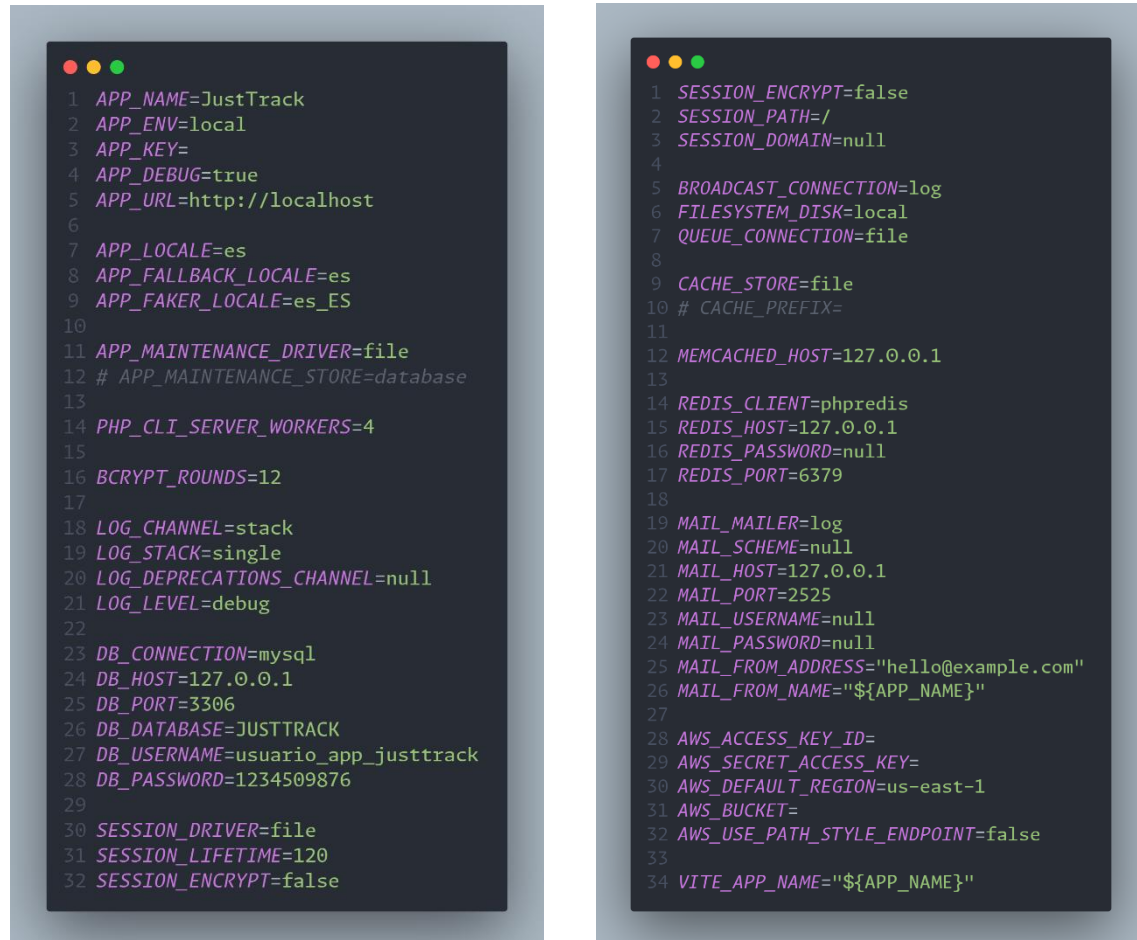 1 APP_NAME=JustTrack
2 APP_ENV=local
3 APP_KEY=
4 APP_DEBUG=true
5 APP_URL=http://localhost
6
7 APP_LOCALE=es
8 APP_FALLBACK_LOCALE=es
9 APP_FAKER_LOCALE=es_ES
10
11 APP_MAINTENANCE_DRIVER=file
12 # APP_MAINTENANCE_STORE=database
13
14 PHP_CLI_SERVER_WORKERS=4
15
16 BCRYPT_ROUNDS=12
17
18 LOG_CHANNEL=stack
19 LOG_STACK=single
20 LOG_DEPRECATIONS_CHANNEL=null
21 LOG_LEVEL=debug
22
23 DB_CONNECTION=mysql
24 DB_HOST=127.0.0.1
25 DB_PORT=3306
26 DB_DATABASE=JUSTTRACK
27 DB_USERNAME=usuario_app_justtrack
28 DB_PASSWORD=1234509876
29
30 SESSION_DRIVER=file
31 SESSION_LIFETIME=120
32 SESSION_ENCRYPT=false
1 SESSION_ENCRYPT=false
2 SESSION_PATH=/
3 SESSION_DOMAIN=null
4
5 BROADCAST_CONNECTION=log
6 FILESYSTEM_DISK=local
7 QUEUE_CONNECTION=file
8
9 CACHE_STORE=file
10 # CACHE_PREFIX=
11
12 MEMCACHED_HOST=127.0.0.1
13
14 REDIS_CLIENT=phpredis
15 REDIS_HOST=127.0.0.1
16 REDIS_PASSWORD=null
17 REDIS_PORT=6379
18
19 MAIL_MAILER=log
20 MAIL_SCHEME=null
21 MAIL_HOST=127.0.0.1
22 MAIL_PORT=2525
23 MAIL_USERNAME=null
24 MAIL_PASSWORD=null
25 MAIL_FROM_ADDRESS="hello@example.com"
26 MAIL_FROM_NAME="${APP_NAME}"
27
28 AWS_ACCESS_KEY_ID=
29 AWS_SECRET_ACCESS_KEY=
30 AWS_DEFAULT_REGION=us-east-1
31 AWS_BUCKET=
32 AWS_USE_PATH_STYLE_ENDPOINT=false
33
34 VITE_APP_NAME="${APP_NAME}"